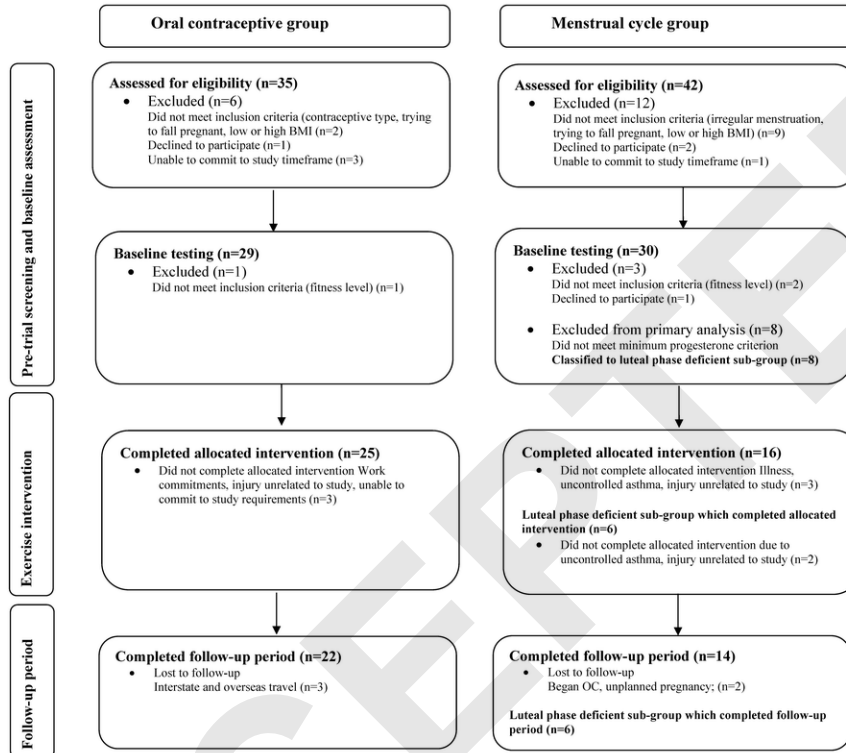 Oral contraceptive group
Menstrual cycle group
Pre-trial screening and baseline assessment
Assessed for eligibility (n=35)
• Excluded (n=6)
Did not meet inclusion criteria (contraceptive type, trying
to fall pregnant, low or high BMI (n=2)
Declined to participate (n=1)
Unable to commit to study timeframe (n=3)
Assessed for eligibility (n=42)
• Excluded (n=12)
Did not meet inclusion criteria (irregular menstruation,
trying to fall pregnant, low or high BMI) (n=9)
Declined to participate (n=2)
Unable to commit to study timeframe (n=1)
Baseline testing (n=29)
• Excluded (n=1)
Did not meet inclusion criteria (fitness level) (n=1)
Baseline testing (n=30)
• Excluded (n=3)
Did not meet inclusion criteria (fitness level) (n=2)
Declined to participate (n=1)
• Excluded from primary analysis (n=8)
Did not meet minimum progesterone criterion
Classified to luteal phase deficient sub-group (n=8)
Exercise intervention
Completed allocated intervention (n=25)
• Did not complete allocated intervention Work
commitments, injury unrelated to study, unable to
commit to study requirements (n=3)
Completed allocated intervention (n=16)
• Did not complete allocated intervention Illness,
uncontrolled asthma, injury unrelated to study (n=3)
Luteal phase deficient sub-group which completed allocated
intervention (n=6)
• Did not complete allocated intervention due to
uncontrolled asthma, injury unrelated to study (n=2)
Follow-up period
Completed follow-up period (n=22)
• Lost to follow-up
Interstate and overseas travel (n=3)
Completed follow-up period (n=14)
• Lost to follow-up
Began OC, unplanned pregnancy; (n=2)
Luteal phase deficient sub-group which completed follow-up
period (n=6)
CEPTE